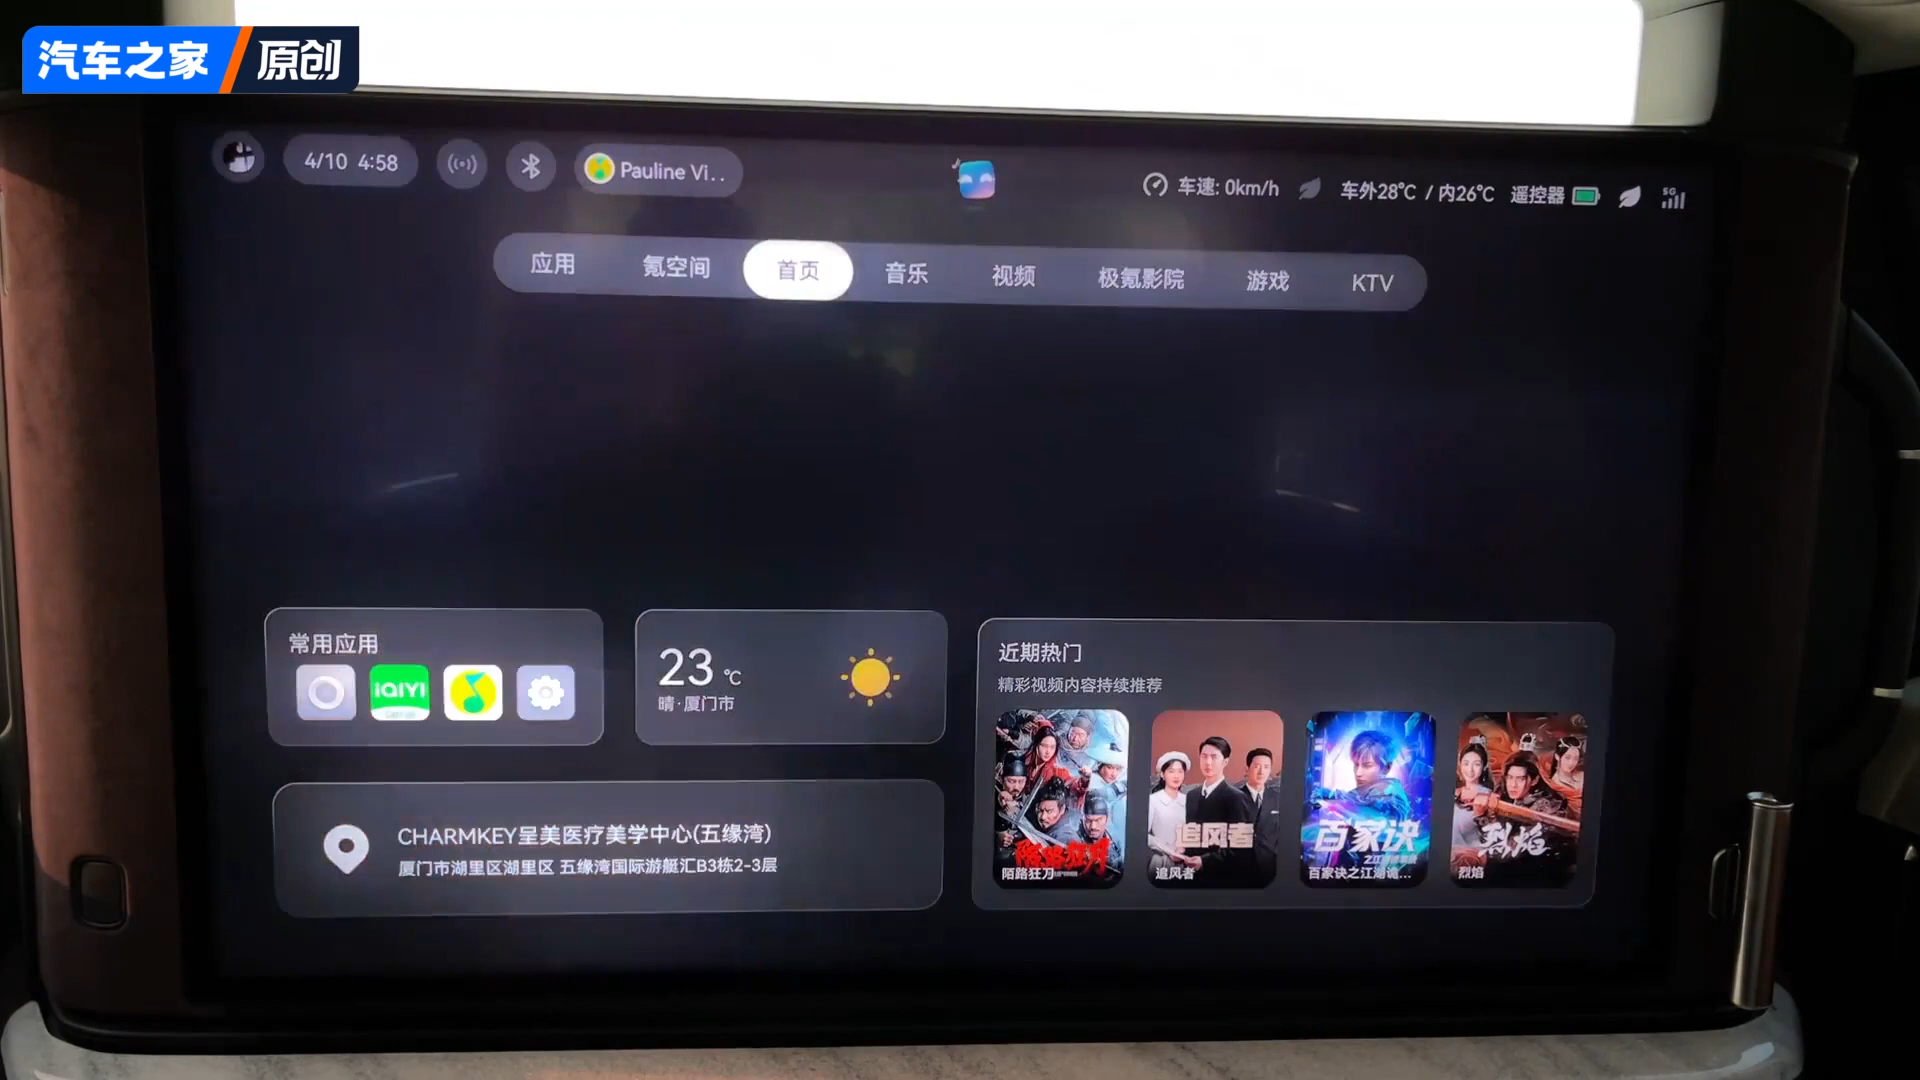 汽车之家 原创
4/10 4:58
Pauline Vi..
车速: 0km/h
车外28℃ / 内26℃
遥控器
5G
应用
氪空间
首页
音乐
视频
极氪影院
游戏
KTV
常用应用
iQIYI
23℃
晴·厦门市
CHARMKEY呈美医疗美学中心(五缘湾)
厦门市湖里区湖里区 五缘湾国际游艇汇B3栋2-3层
近期热门
精彩视频内容持续推荐
陌路狂刀
陌路狂刀
追风者
追风者
百家诀
百家诀之江湖诡...
烈焰
烈焰